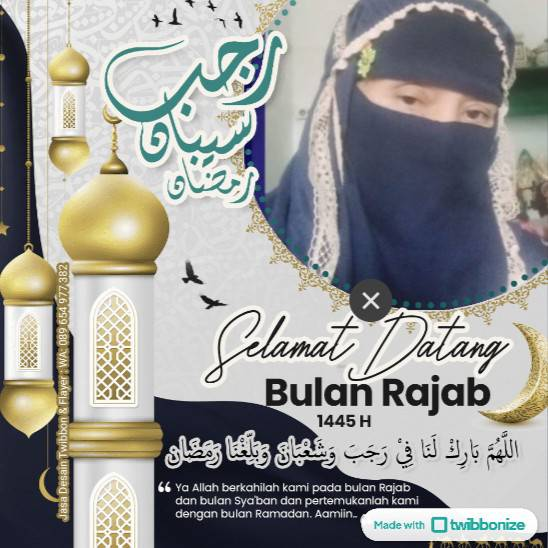 رجب
شعبان
رمضان
Selamat Datang
Bulan Rajab
1445 H
اللَّهُمَّ بَارِكْ لَنَا فِيْ رَجَبَ وَشَعْبَانَ وَبَلِّغْنَا رَمَضَان
“ Ya Allah berkahilah kami pada bulan Rajab
dan bulan Sya'ban dan pertemukanlah kami
dengan bulan Ramadan. Aamiin..
Jasa Desain Twibbon & Flayer : WA: 089 654 977 382
Made with twibbonize